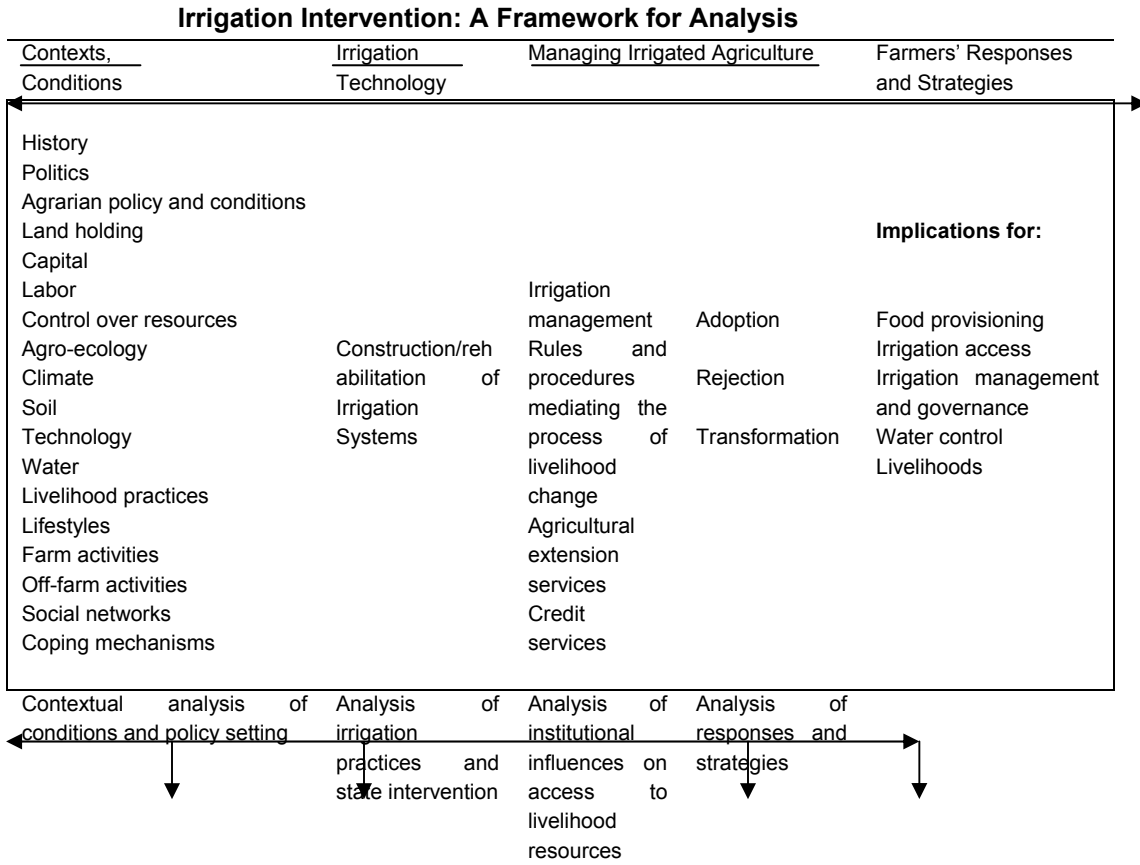 Irrigation Intervention: A Framework for Analysis
Contexts,
Conditions
Irrigation
Technology
Managing Irrigated Agriculture
Farmers’ Responses
and Strategies
History
Politics
Agrarian policy and conditions
Land holding
Capital
Labor
Control over resources
Agro-ecology
Climate
Soil
Technology
Water
Livelihood practices
Lifestyles
Farm activities
Off-farm activities
Social networks
Coping mechanisms
Construction/reh
abilitation of
Irrigation
Systems
Irrigation
management
Rules and
procedures
mediating the
process of
livelihood
change
Agricultural
extension
services
Credit
services
Adoption
Rejection
Transformation
Implications for:
Food provisioning
Irrigation access
Irrigation management
and governance
Water control
Livelihoods
Contextual analysis of
conditions and policy setting
Analysis of
irrigation
practices and
state intervention
Analysis of
institutional
influences on
access to
livelihood
resources
Analysis of
responses and
strategies